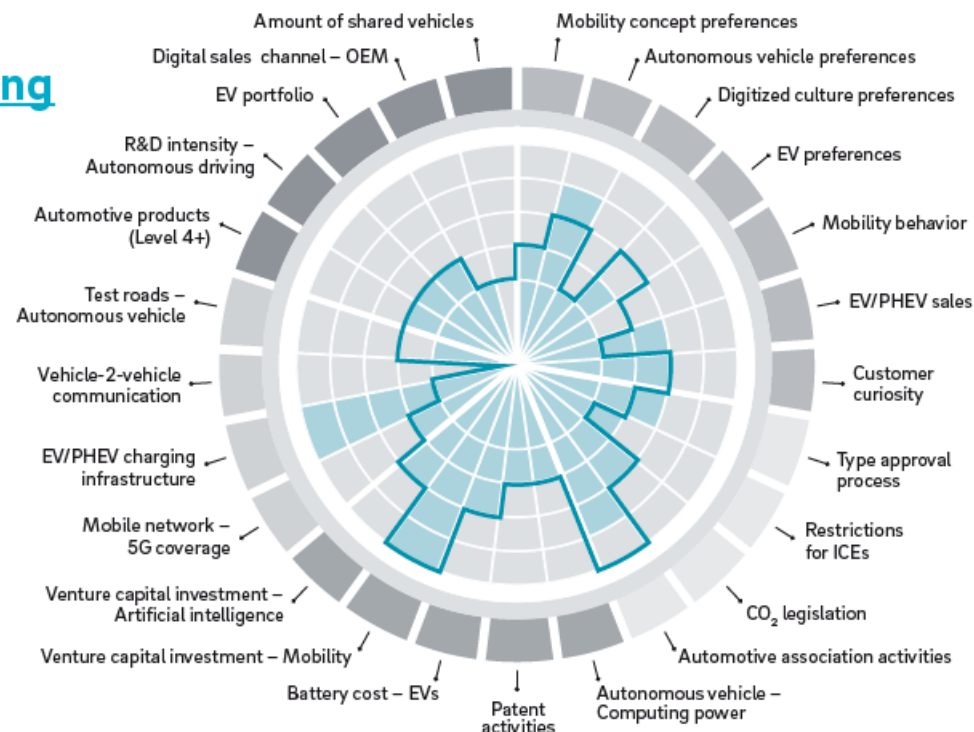 ng
Amount of shared vehicles
Mobility concept preferences
Digital sales channel – OEM
Autonomous vehicle preferences
EV portfolio
Digitized culture preferences
R&D intensity –
Autonomous driving
EV preferences
Automotive products
(Level 4+)
Mobility behavior
Test roads –
Autonomous vehicle
EV/PHEV sales
Vehicle-2-vehicle
communication
Customer
curiosity
EV/PHEV charging
infrastructure
Type approval
process
Mobile network –
5G coverage
Restrictions
for ICEs
Venture capital investment –
Artificial intelligence
CO₂ legislation
Venture capital investment – Mobility
Automotive association activities
Battery cost – EVs
Patent
activities
Autonomous vehicle –
Computing power